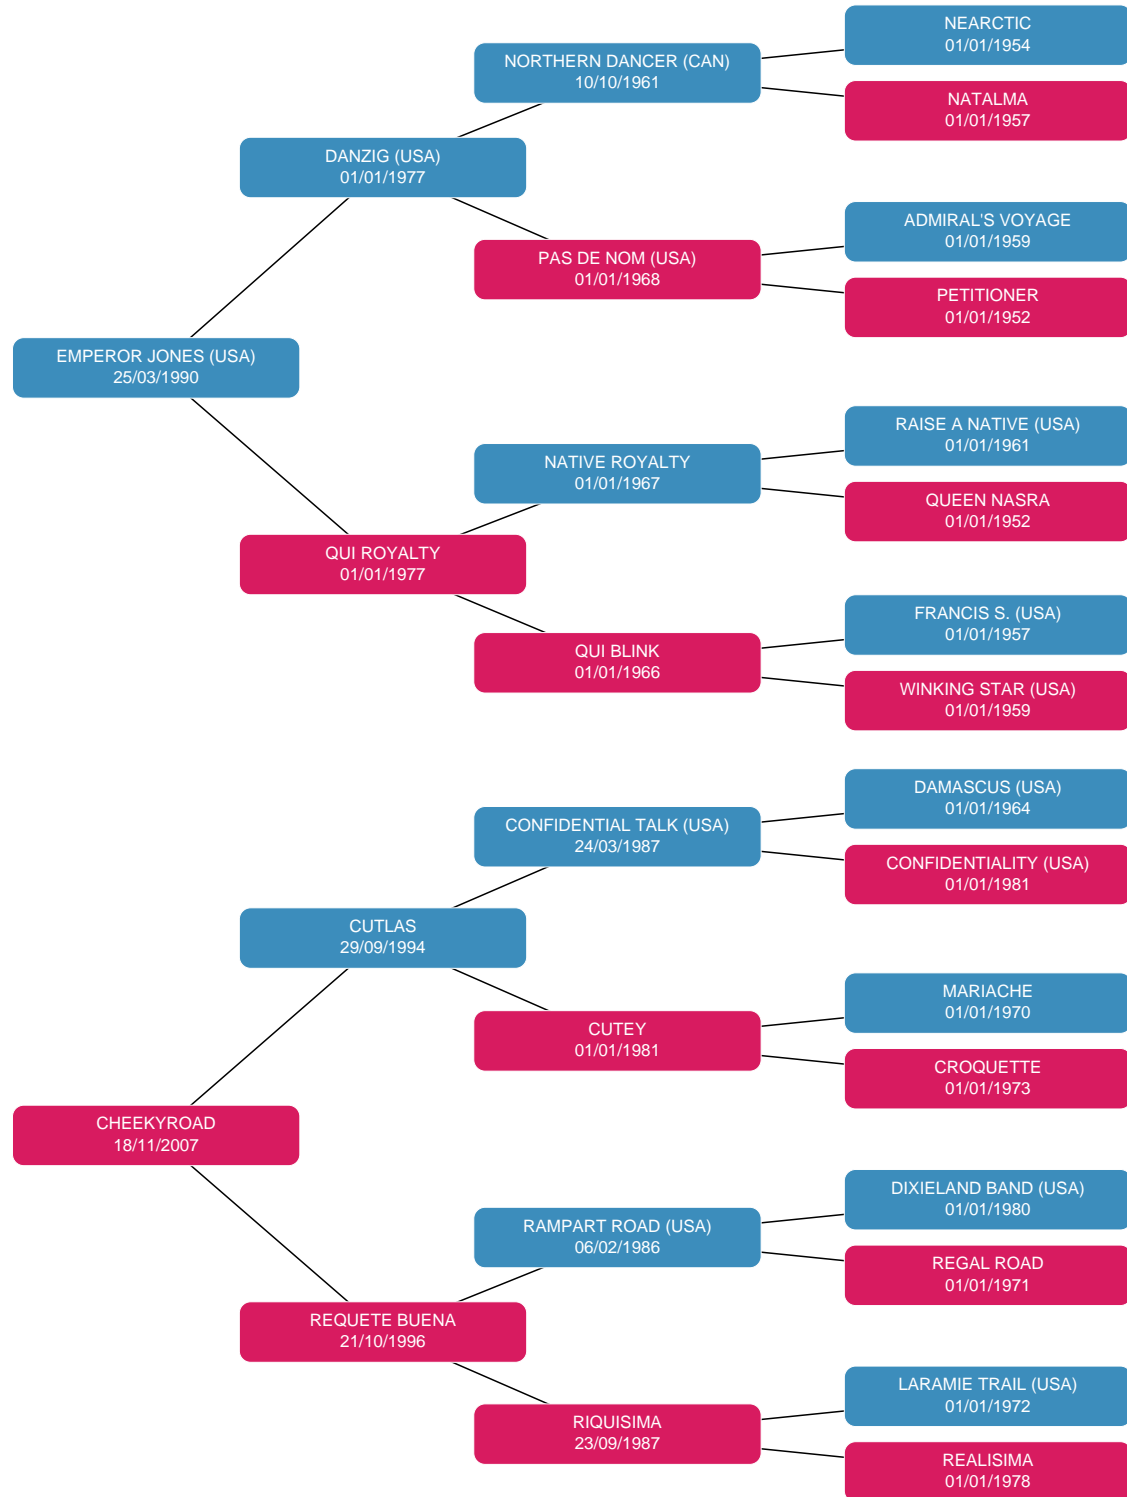 NEARCTIC
01/01/1954
NORTHERN DANCER (CAN)
10/10/1961
NATALMA
01/01/1957
DANZIG (USA)
01/01/1977
ADMIRAL'S VOYAGE
01/01/1959
PAS DE NOM (USA)
01/01/1968
PETITIONER
01/01/1952
EMPEROR JONES (USA)
25/03/1990
RAISE A NATIVE (USA)
01/01/1961
NATIVE ROYALTY
01/01/1967
QUEEN NASRA
01/01/1952
QUI ROYALTY
01/01/1977
FRANCIS S. (USA)
01/01/1957
QUI BLINK
01/01/1966
WINKING STAR (USA)
01/01/1959
DAMASCUS (USA)
01/01/1964
CONFIDENTIAL TALK (USA)
24/03/1987
CONFIDENTIALITY (USA)
01/01/1981
CUTLAS
29/09/1994
MARIACHE
01/01/1970
CUTEY
01/01/1981
CROQUETTE
01/01/1973
CHEEKYROAD
18/11/2007
DIXIELAND BAND (USA)
01/01/1980
RAMPART ROAD (USA)
06/02/1986
REGAL ROAD
01/01/1971
REQUETE BUENA
21/10/1996
LARAMIE TRAIL (USA)
01/01/1972
RIQUISIMA
23/09/1987
REALISIMA
01/01/1978